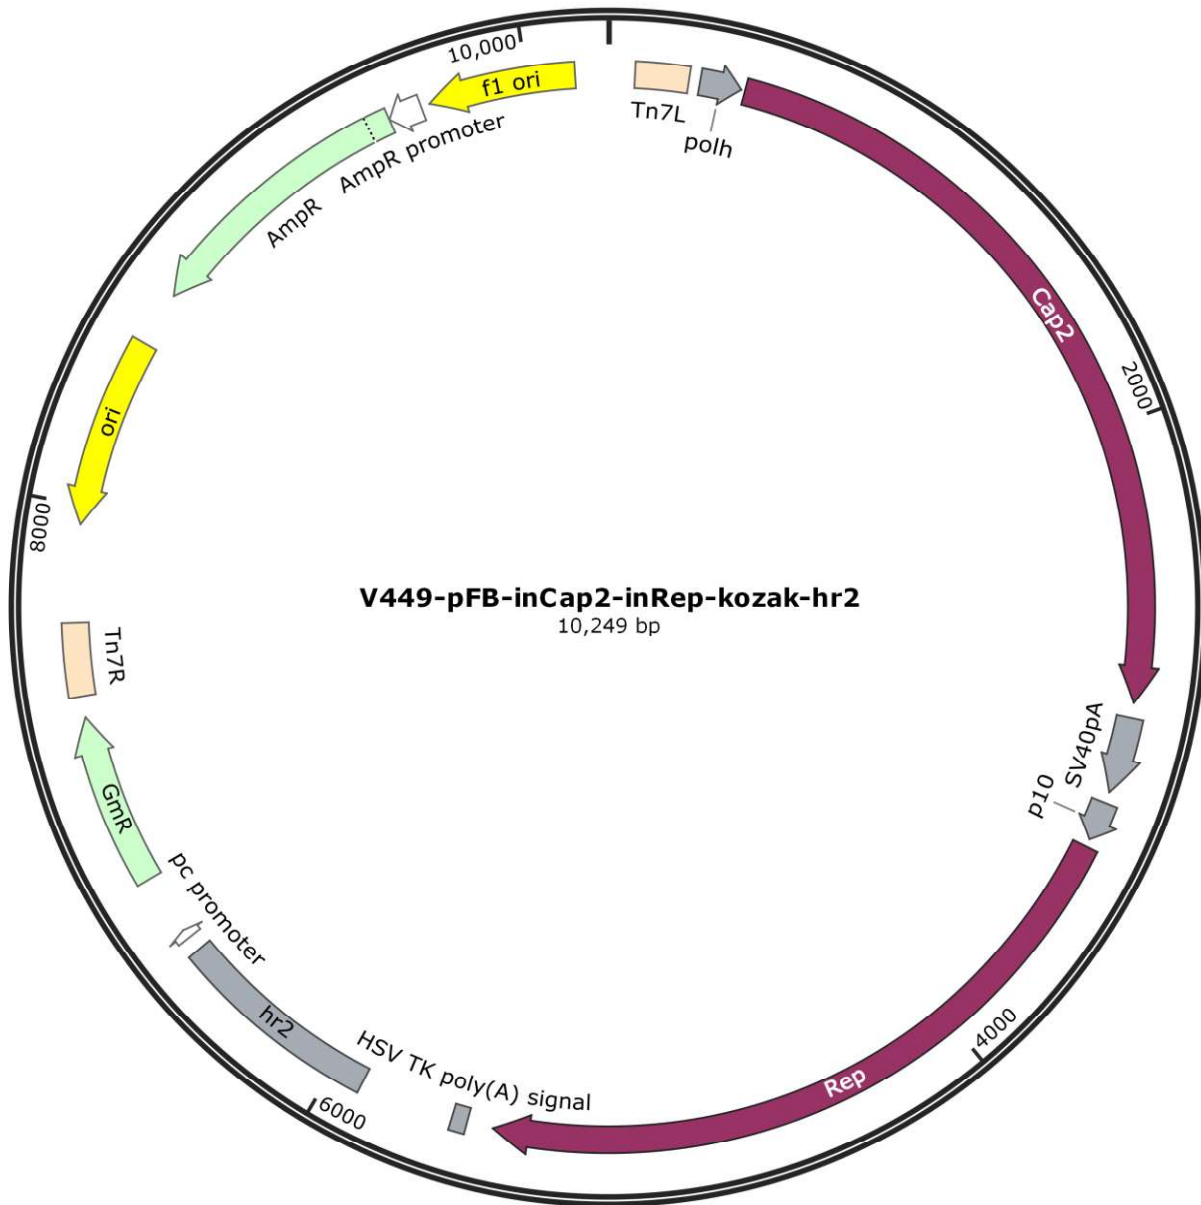 10,000
f1 ori
Tn7L
polh
AmpR promoter
AmpR
Cap2
2000
ori
8000
V449-pFB-inCap2-inRep-kozak-hr2
10,249 bp
Tn7R
SV40pA
p10
GmR
pc promoter
hr2
HSV TK poly(A) signal
4000
Rep
6000